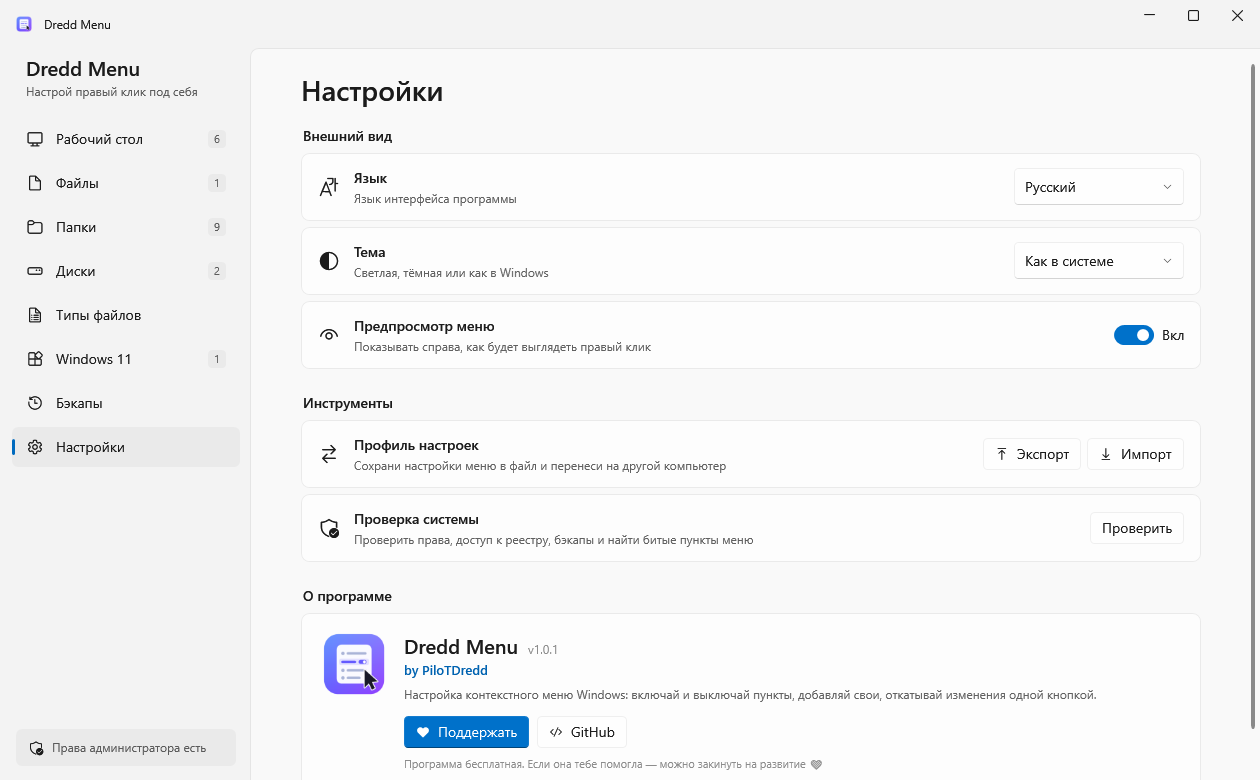 Dredd Menu
Dredd Menu
Настрой правый клик под себя
Рабочий стол 6
Файлы 1
Папки 9
Диски 2
Типы файлов
Windows 11 1
Бэкапы
Настройки
Права администратора есть
Настройки
Внешний вид
Язык
Язык интерфейса программы
Русский
Тема
Светлая, тёмная или как в Windows
Как в системе
Предпросмотр меню
Показывать справа, как будет выглядеть правый клик
Вкл
Инструменты
Профиль настроек
Сохрани настройки меню в файл и перенеси на другой компьютер
Экспорт Импорт
Проверка системы
Проверить права, доступ к реестру, бэкапы и найти битые пункты меню
Проверить
О программе
Dredd Menu v1.0.1
by PiloTDredd
Настройка контекстного меню Windows: включай и выключай пункты, добавляй свои, откатывай изменения одной кнопкой.
Поддержать GitHub
Программа бесплатная. Если она тебе помогла — можно закинуть на развитие